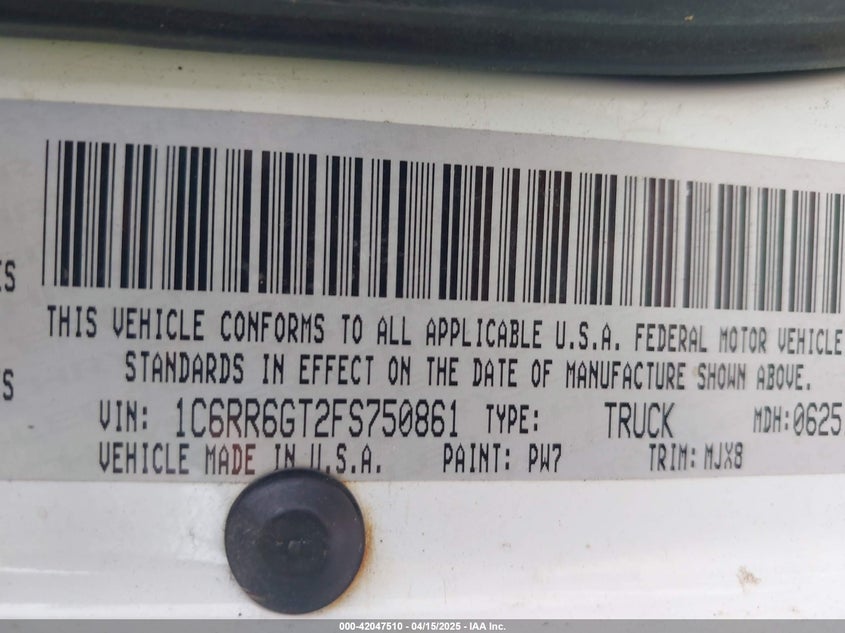 THIS VEHICLE CONFORMS TO ALL APPLICABLE U.S.A. FEDERAL MOTOR VEHICLE
STANDARDS IN EFFECT ON THE DATE OF MANUFACTURE SHOWN ABOVE.
VIN: 1C6RR6GT2FS750861 TYPE: TRUCK MDH:0625
VEHICLE MADE IN U.S.A. PAINT: PW7 TRIM: MJX8
000-42047510 - 04/15/2025 - IAA Inc.